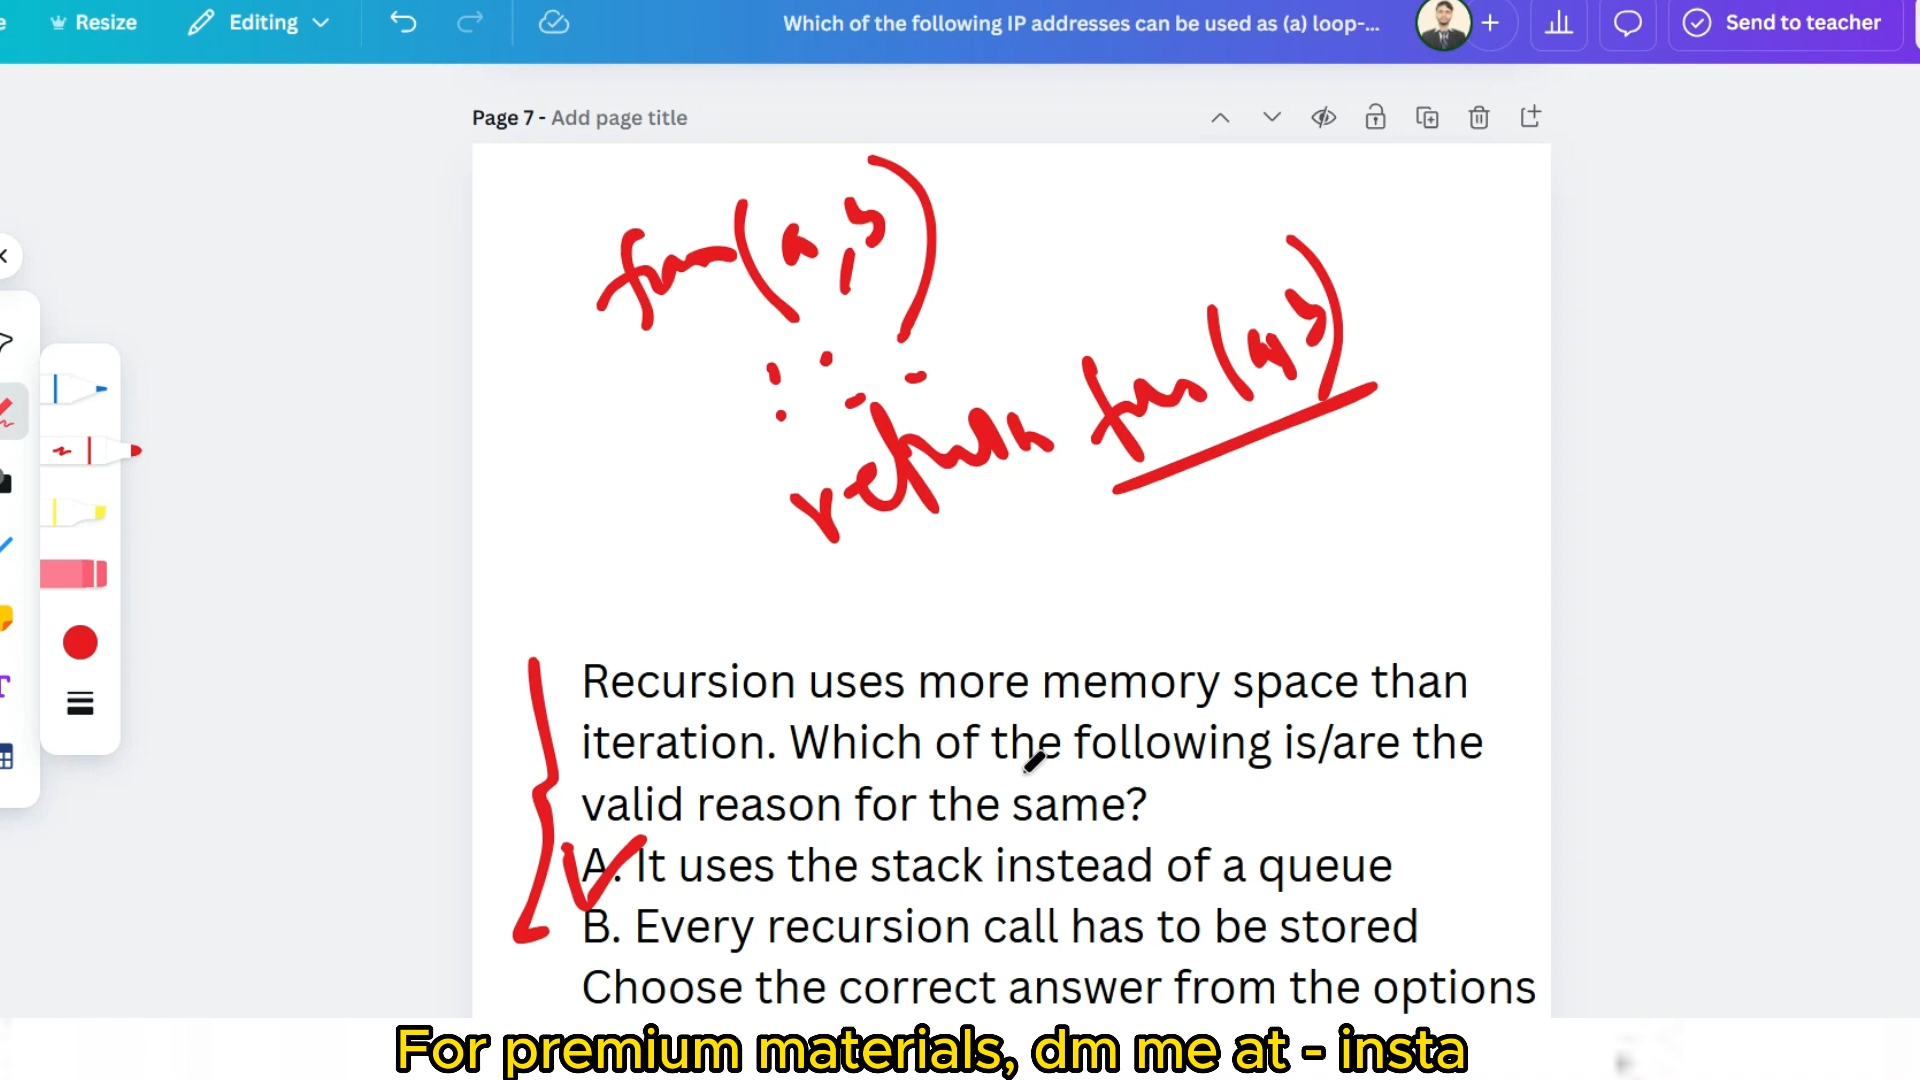 Resize
Editing
Which of the following IP addresses can be used as (a) loop-...
Send to teacher
Page 7 - Add page title
fun(a,b)
return fun(a,b)
Recursion uses more memory space than
iteration. Which of the following is/are the
valid reason for the same?
A. It uses the stack instead of a queue
B. Every recursion call has to be stored
Choose the correct answer from the options
For premium materials, dm me at - insta